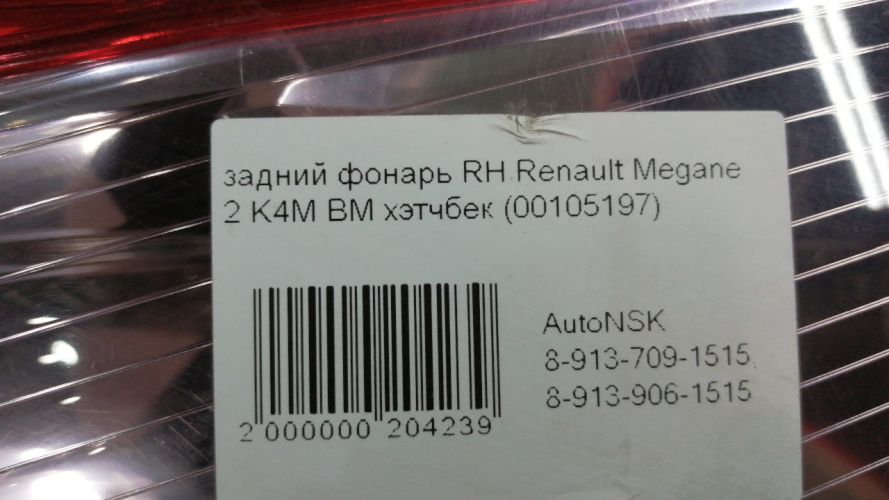 задний фонарь RH Renault Megane
2 K4M BM хэтчбек (00105197)
AutoNSK
8-913-709-1515
8-913-906-1515
2 000000 204239